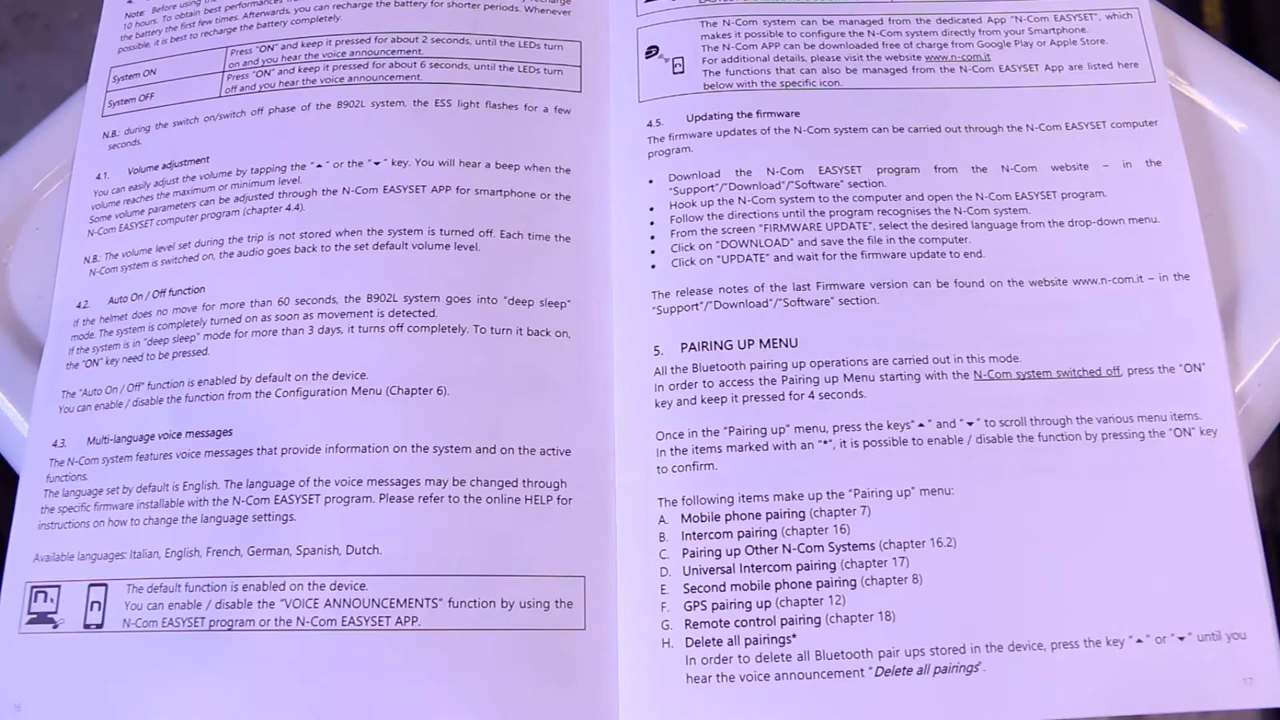 Note: Before using the
10 hours. To obtain best performances
the battery the first few times. Afterwards, you can recharge the battery for shorter periods. Whenever
possible, it is best to recharge the battery completely.
System ON
Press "ON" and keep it pressed for about 2 seconds, until the LEDs turn
on and you hear the voice announcement.
System OFF
Press "ON" and keep it pressed for about 6 seconds, until the LEDs turn
off and you hear the voice announcement.
N.B.: during the switch on/switch off phase of the B902L system, the ESS light flashes for a few
seconds.
4.1. Volume adjustment
You can easily adjust the volume by tapping the "▲" or the "▼" key. You will hear a beep when the
volume reaches the maximum or minimum level.
Some volume parameters can be adjusted through the N-Com EASYSET APP for smartphone or the
N-Com EASYSET computer program (chapter 4.4).
N.B.: The volume level set during the trip is not stored when the system is turned off. Each time the
N-Com system is switched on, the audio goes back to the set default volume level.
4.2. Auto On / Off function
If the helmet does no move for more than 60 seconds, the B902L system goes into "deep sleep"
mode. The system is completely turned on as soon as movement is detected.
If the system is in "deep sleep" mode for more than 3 days, it turns off completely. To turn it back on,
the "ON" key need to be pressed.
The "Auto On / Off" function is enabled by default on the device.
You can enable / disable the function from the Configuration Menu (Chapter 6).
4.3. Multi-language voice messages
The N-Com system features voice messages that provide information on the system and on the active
functions.
The language set by default is English. The language of the voice messages may be changed through
the specific firmware installable with the N-Com EASYSET program. Please refer to the online HELP for
instructions on how to change the language settings.
Available languages: Italian, English, French, German, Spanish, Dutch.
n
n
The default function is enabled on the device.
You can enable / disable the "VOICE ANNOUNCEMENTS" function by using the
N-Com EASYSET program or the N-Com EASYSET APP.
16
The N-Com system can be managed from the dedicated App "N-Com EASYSET", which
makes it possible to configure the N-Com system directly from your Smartphone.
The N-Com APP can be downloaded free of charge from Google Play or Apple Store.
For additional details, please visit the website www.n-com.it
The functions that can also be managed from the N-Com EASYSET App are listed here
below with the specific icon.
4.5. Updating the firmware
The firmware updates of the N-Com system can be carried out through the N-Com EASYSET computer
program.
• Download the N-Com EASYSET program from the N-Com website – in the
"Support"/"Download"/"Software" section.
• Hook up the N-Com system to the computer and open the N-Com EASYSET program.
• Follow the directions until the program recognises the N-Com system.
• From the screen "FIRMWARE UPDATE", select the desired language from the drop-down menu.
• Click on "DOWNLOAD" and save the file in the computer.
• Click on "UPDATE" and wait for the firmware update to end.
The release notes of the last Firmware version can be found on the website www.n-com.it – in the
"Support"/"Download"/"Software" section.
5. PAIRING UP MENU
All the Bluetooth pairing up operations are carried out in this mode.
In order to access the Pairing up Menu starting with the N-Com system switched off, press the "ON"
key and keep it pressed for 4 seconds.
Once in the "Pairing up" menu, press the keys"▲" and "▼" to scroll through the various menu items.
In the items marked with an "*", it is possible to enable / disable the function by pressing the "ON" key
to confirm.
The following items make up the "Pairing up" menu:
A. Mobile phone pairing (chapter 7)
B. Intercom pairing (chapter 16)
C. Pairing up Other N-Com Systems (chapter 16.2)
D. Universal Intercom pairing (chapter 17)
E. Second mobile phone pairing (chapter 8)
F. GPS pairing up (chapter 12)
G. Remote control pairing (chapter 18)
H. Delete all pairings*
In order to delete all Bluetooth pair ups stored in the device, press the key "▲" or "▼" until you
hear the voice announcement "Delete all pairings".
17